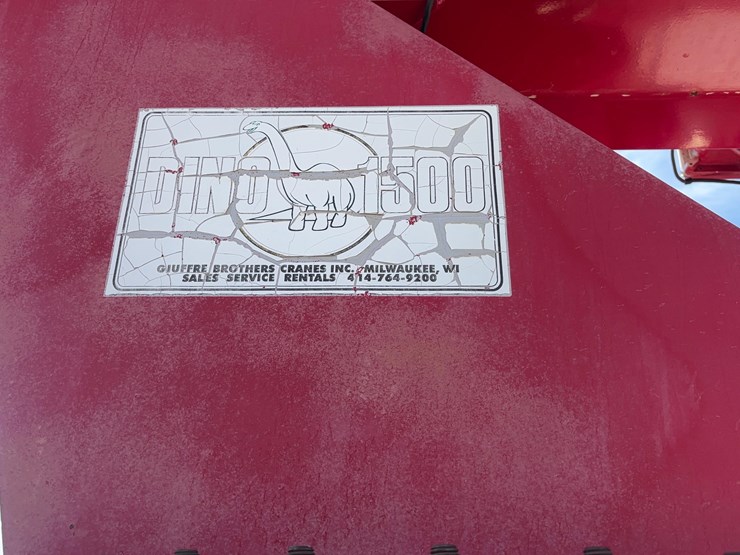 DINO 1500
GIUFFRE BROTHERS CRANES INC. MILWAUKEE, WI
SALES SERVICE RENTALS 414-764-9200